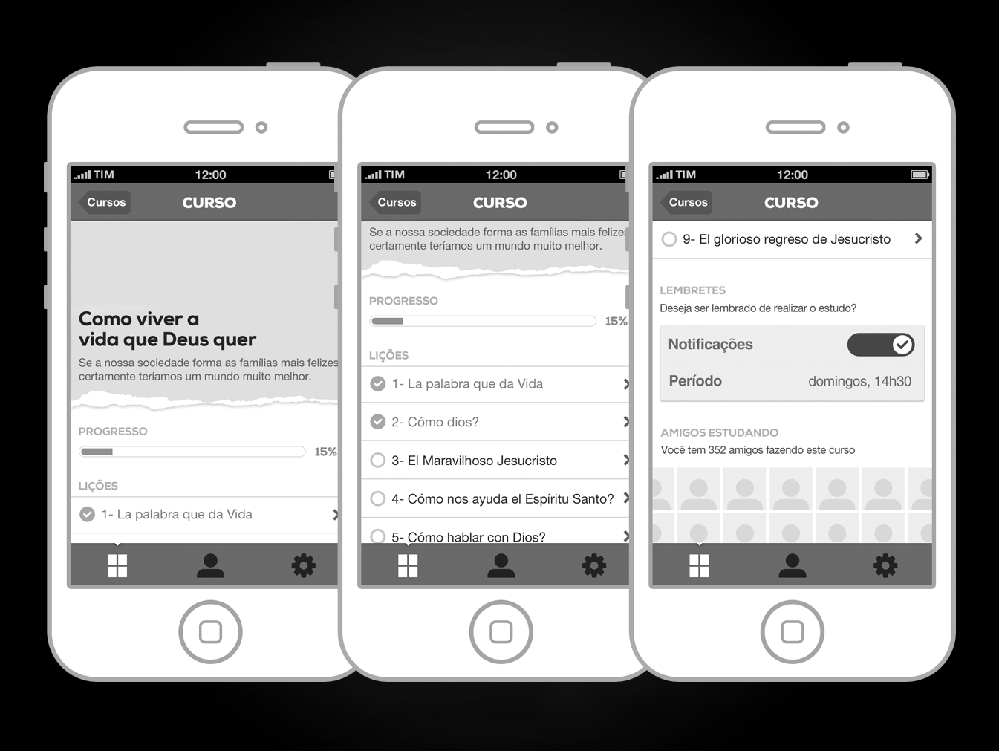 TIM 12:00
Cursos CURSO
Como viver a
vida que Deus quer
Se a nossa sociedade forma as famílias mais felizes
certamente teríamos um mundo muito melhor.
PROGRESSO
15%
LIÇÕES
1- La palabra que da Vida
TIM 12:00
Cursos CURSO
Se a nossa sociedade forma as famílias mais felizes
certamente teríamos um mundo muito melhor.
PROGRESSO
15%
LIÇÕES
1- La palabra que da Vida
2- Cómo dios?
3- El Maravilhoso Jesucristo
4- Cómo nos ayuda el Espíritu Santo?
5- Cómo hablar con Dios?
TIM 12:00
Cursos CURSO
9- El glorioso regreso de Jesucristo
LEMBRETES
Deseja ser lembrado de realizar o estudo?
Notificações
Período domingos, 14h30
AMIGOS ESTUDANDO
Você tem 352 amigos fazendo este curso